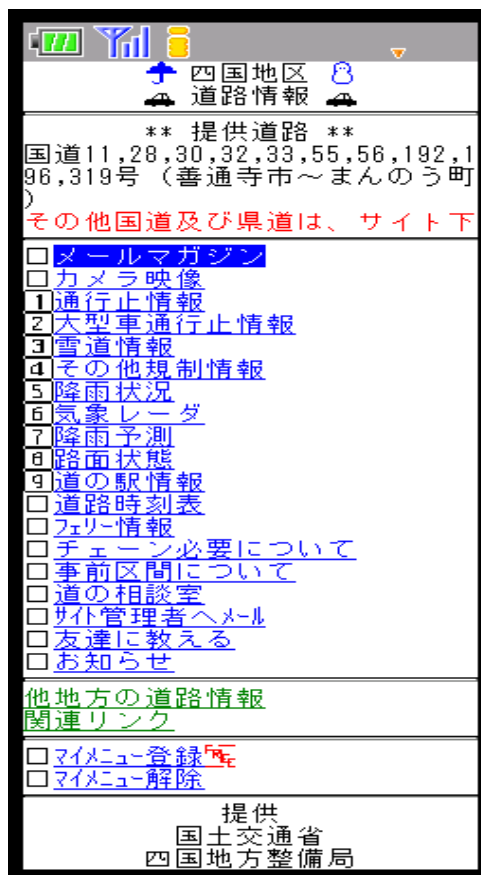 四国地区
道路情報
** 提供道路 **
国道11,28,30,32,33,55,56,192,1
96,319号（善通寺市～まんのう町
）
その他国道及び県道は、サイト下
メールマガジン
カメラ映像
1通行止情報
2大型車通行止情報
3雪道情報
4その他規制情報
5降雨状況
6気象レーダ
7降雨予測
8路面状態
9道の駅情報
道路時刻表
ﾌｪﾘｰ情報
チェーン必要について
事前区間について
道の相談室
ｻｲﾄ管理者へﾒｰﾙ
友達に教える
お知らせ
他地方の道路情報
関連リンク
ﾏｲﾒﾆｭｰ登録FREE
ﾏｲﾒﾆｭｰ解除
提供
国土交通省
四国地方整備局